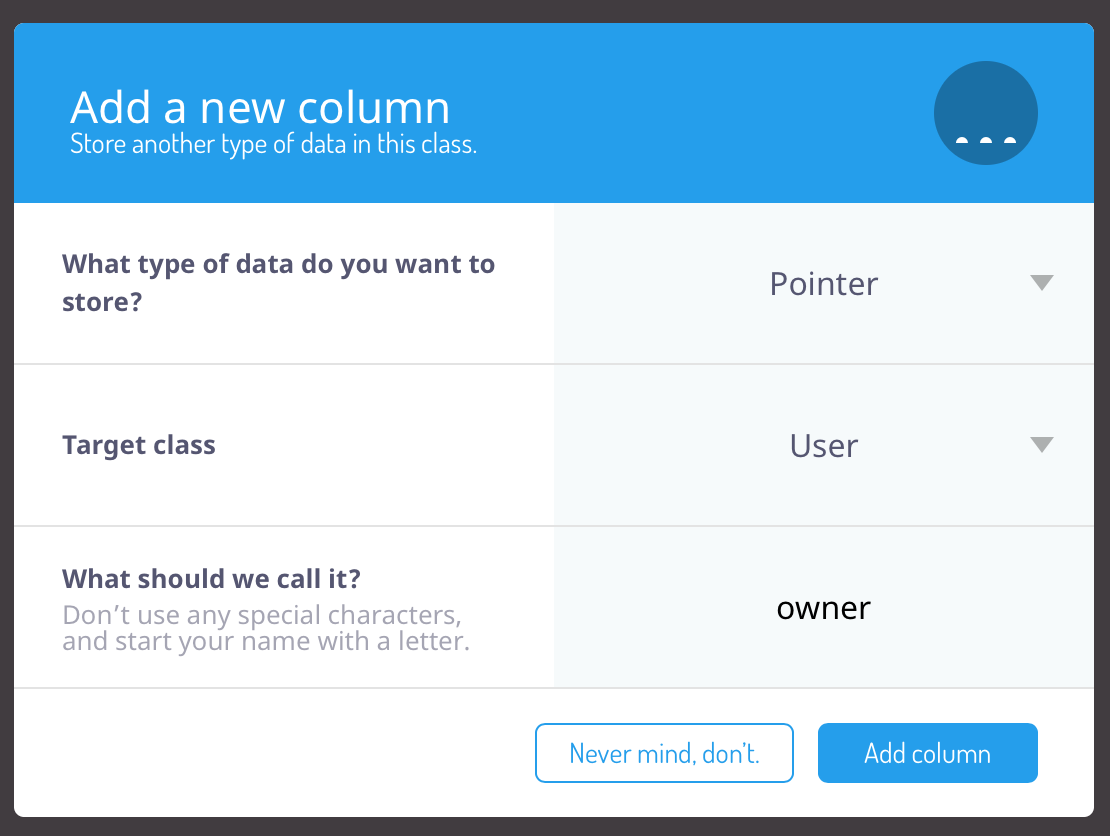 Add a new column
Store another type of data in this class.
What type of data do you want to
store?
Pointer
Target class
User
What should we call it?
Don’t use any special characters,
and start your name with a letter.
owner
Never mind, don’t.
Add column